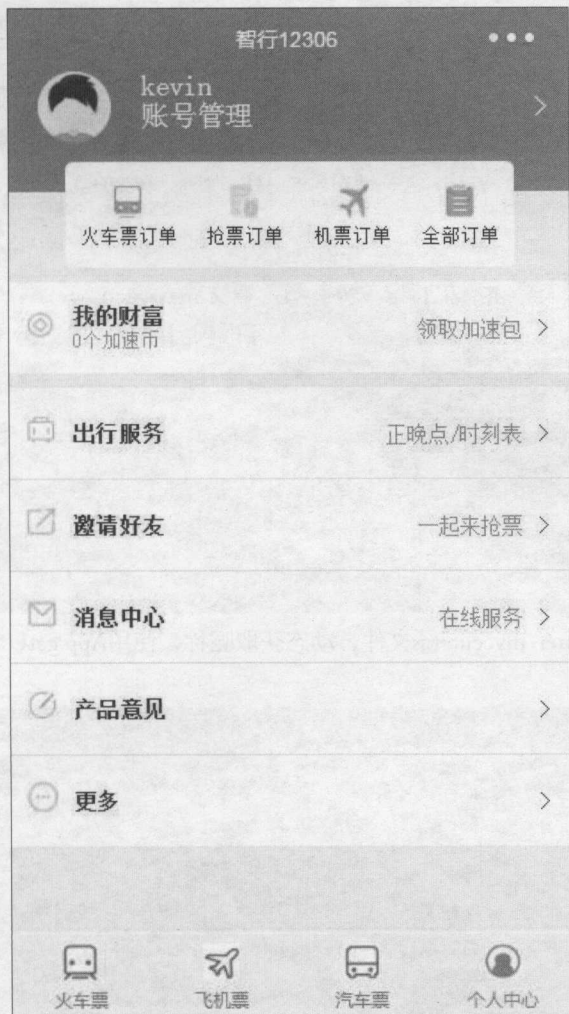 智行12306
kevin
账号管理
火车票订单 抢票订单 机票订单 全部订单
我的财富
0个加速币
领取加速包
出行服务 正晚点/时刻表
邀请好友 一起来抢票
消息中心 在线服务
产品意见
更多
火车票 飞机票 汽车票 个人中心